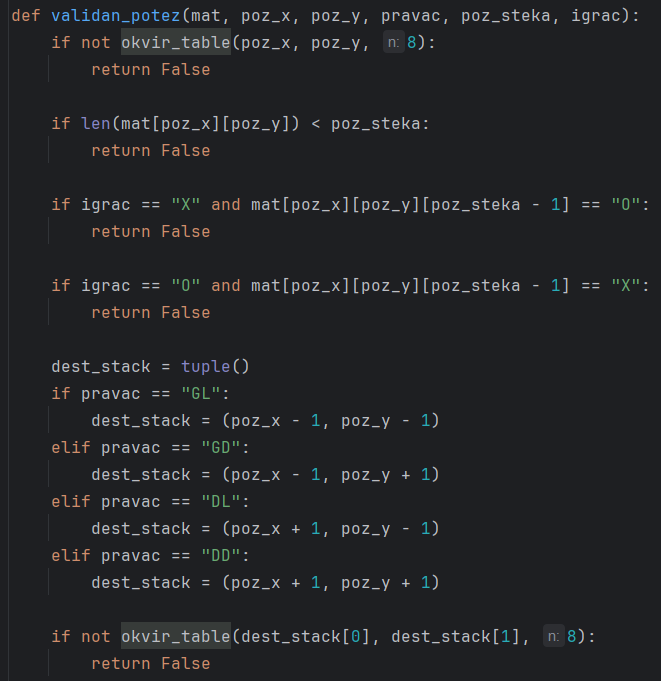 def validan_potez(mat, poz_x, poz_y, pravac, poz_steka, igrac):
    if not okvir_table(poz_x, poz_y, n: 8):
        return False

    if len(mat[poz_x][poz_y]) < poz_steka:
        return False

    if igrac == "X" and mat[poz_x][poz_y][poz_steka - 1] == "O":
        return False

    if igrac == "O" and mat[poz_x][poz_y][poz_steka - 1] == "X":
        return False

    dest_stack = tuple()
    if pravac == "GL":
        dest_stack = (poz_x - 1, poz_y - 1)
    elif pravac == "GD":
        dest_stack = (poz_x - 1, poz_y + 1)
    elif pravac == "DL":
        dest_stack = (poz_x + 1, poz_y - 1)
    elif pravac == "DD":
        dest_stack = (poz_x + 1, poz_y + 1)

    if not okvir_table(dest_stack[0], dest_stack[1], n: 8):
        return False